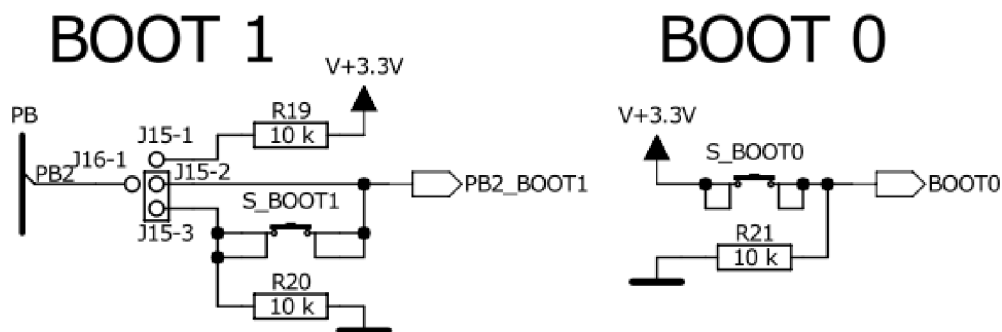 BOOT 1
BOOT 0
V+3.3V
PB
R19
10 k
J15-1
J16-1
PB2
J15-2
PB2_BOOT1
S_BOOT1
J15-3
R20
10 k
V+3.3V
S_BOOT0
BOOT0
R21
10 k